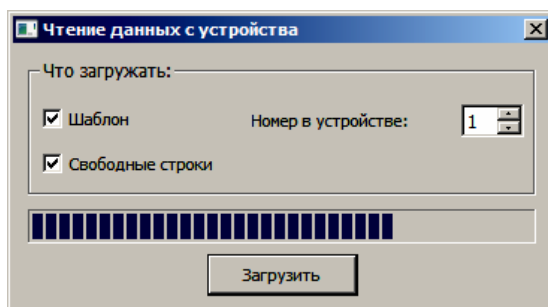 Чтение данных с устройства
Что загружать:
Шаблон Номер в устройстве: 1
Свободные строки
Загрузить